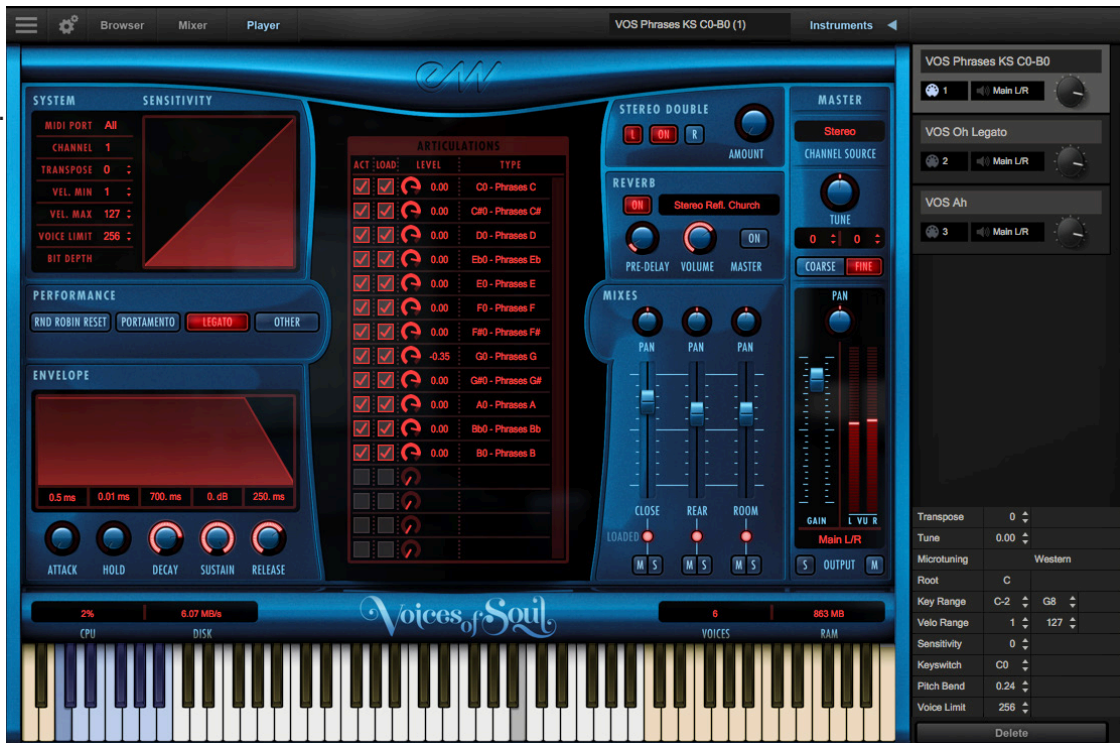 Browser Mixer Player VOS Phrases KS C0-B0 (1) Instruments
EW
SYSTEM SENSITIVITY
MIDI PORT All
CHANNEL 1
TRANSPOSE 0
VEL. MIN 1
VEL. MAX 127
VOICE LIMIT 256
BIT DEPTH
PERFORMANCE
RND ROBIN RESET PORTAMENTO LEGATO OTHER
ENVELOPE
0.5 ms 0.01 ms 700. ms 0. dB 250. ms
ATTACK HOLD DECAY SUSTAIN RELEASE
ARTICULATIONS
ACT LOAD LEVEL TYPE
0.00 C0 - Phrases C
0.00 C#0 - Phrases C#
0.00 D0 - Phrases D
0.00 Eb0 - Phrases Eb
0.00 E0 - Phrases E
0.00 F0 - Phrases F
0.00 F#0 - Phrases F#
-0.35 G0 - Phrases G
0.00 G#0 - Phrases G#
0.00 A0 - Phrases A
0.00 Bb0 - Phrases Bb
0.00 B0 - Phrases B
STEREO DOUBLE
L ON R
AMOUNT
REVERB
ON Stereo Refl. Church
ON
PRE-DELAY VOLUME MASTER
MIXES
PAN PAN PAN
CLOSE REAR ROOM
LOADED
M S M S M S
MASTER
Stereo
CHANNEL SOURCE
TUNE
0 0
COARSE FINE
PAN
GAIN L VU R
Main L/R
S OUTPUT M
2% 6.07 MB/s
CPU DISK
Voices of Soul
6 863 MB
VOICES RAM
VOS Phrases KS C0-B0
1 Main L/R
VOS Oh Legato
2 Main L/R
VOS Ah
3 Main L/R
Transpose 0
Tune 0.00
Microtuning Western
Root C
Key Range C-2 G8
Velo Range 1 127
Sensitivity 0
Keyswitch C0
Pitch Bend 0.24
Voice Limit 256
Delete